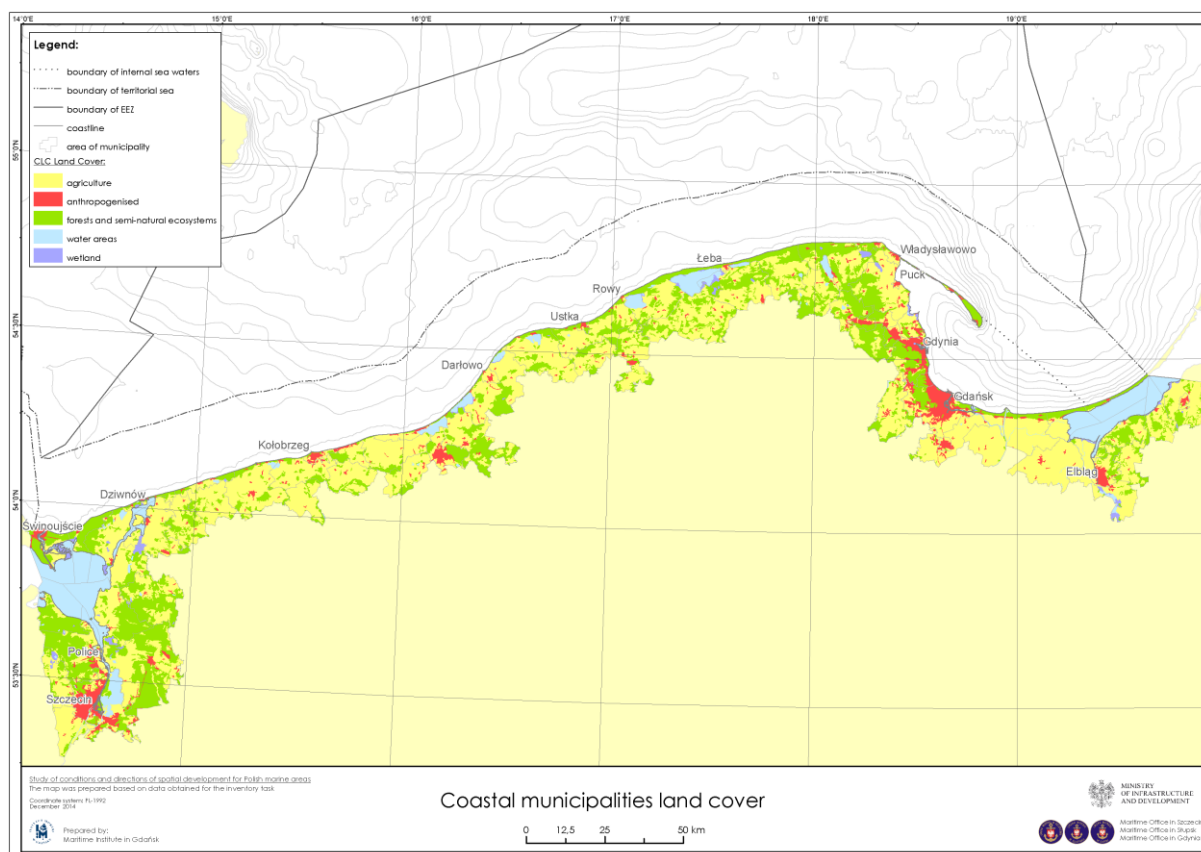 14°0'E
15°0'E
16°0'E
17°0'E
18°0'E
19°0'E
Legend:
boundary of internal sea waters
boundary of territorial sea
boundary of EEZ
coastline
area of municipality
CLC Land Cover:
agriculture
anthropogenised
forests and semi-natural ecosystems
water areas
wetland
55°0'N
54°30'N
54°0'N
53°30'N
Władysławowo
Łeba
Puck
Rowy
Ustka
Gdynia
Darłowo
Gdańsk
Kołobrzeg
Elbląg
Dziwnów
Świnoujście
Police
Szczecin
Study of conditions and directions of spatial development for Polish marine areas
The map was prepared based on data obtained for the inventory task
Coordinate system: PL-1992
December 2014
Prepared by:
Maritime Institute in Gdańsk
Coastal municipalities land cover
0 12,5 25 50 km
MINISTRY
OF INFRASTRUCTURE
AND DEVELOPMENT
Maritime Office in Szczecin
Maritime Office in Słupsk
Maritime Office in Gdynia